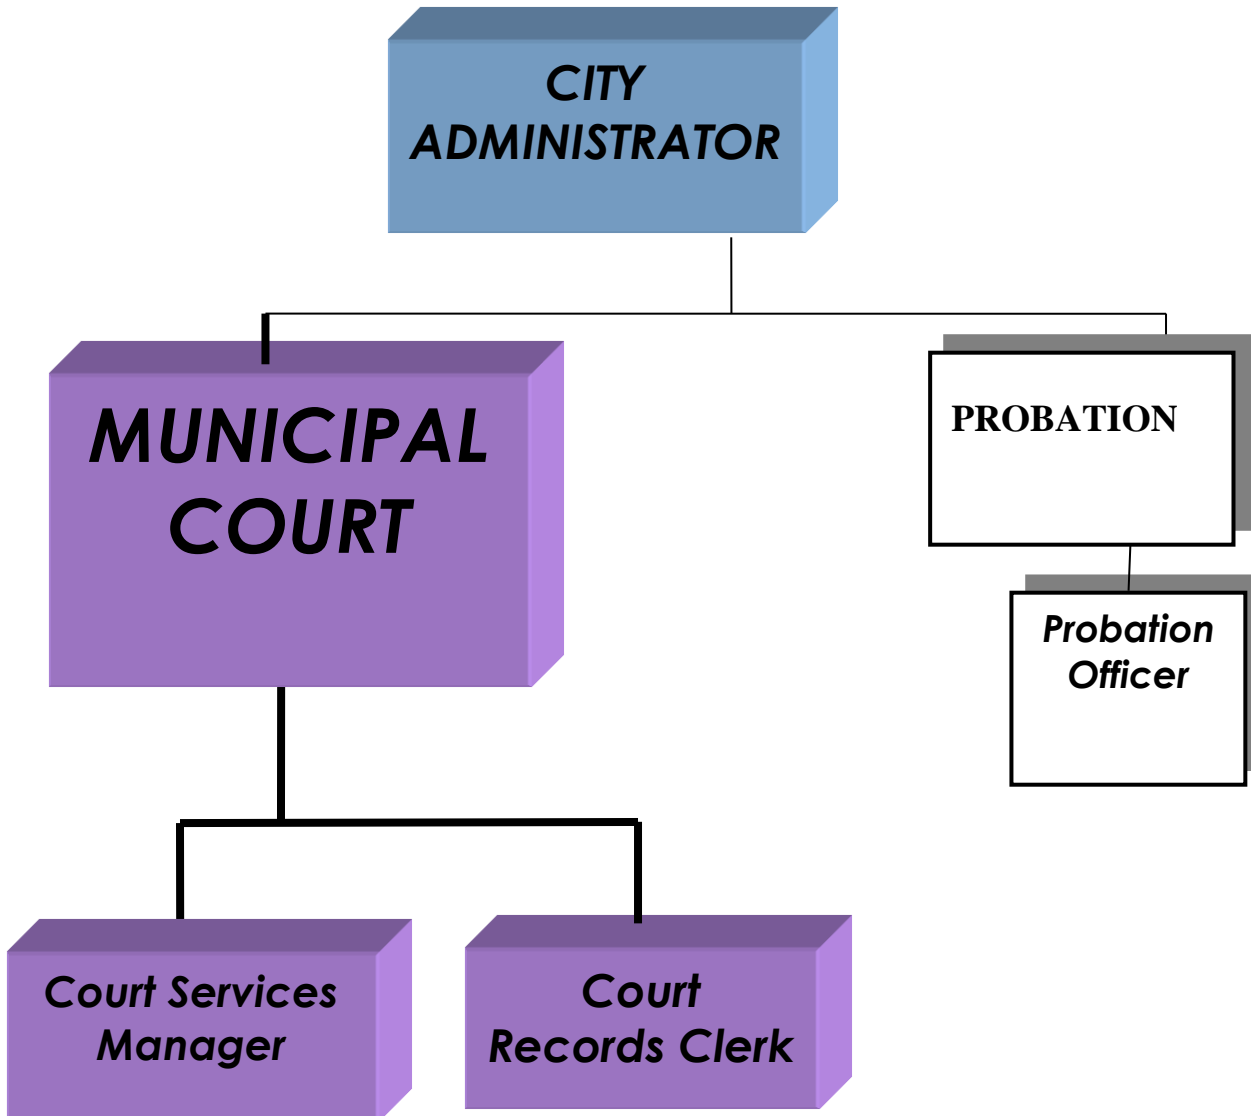 CITY
ADMINISTRATOR
MUNICIPAL
COURT
PROBATION
Probation
Officer
Court Services
Manager
Court
Records Clerk